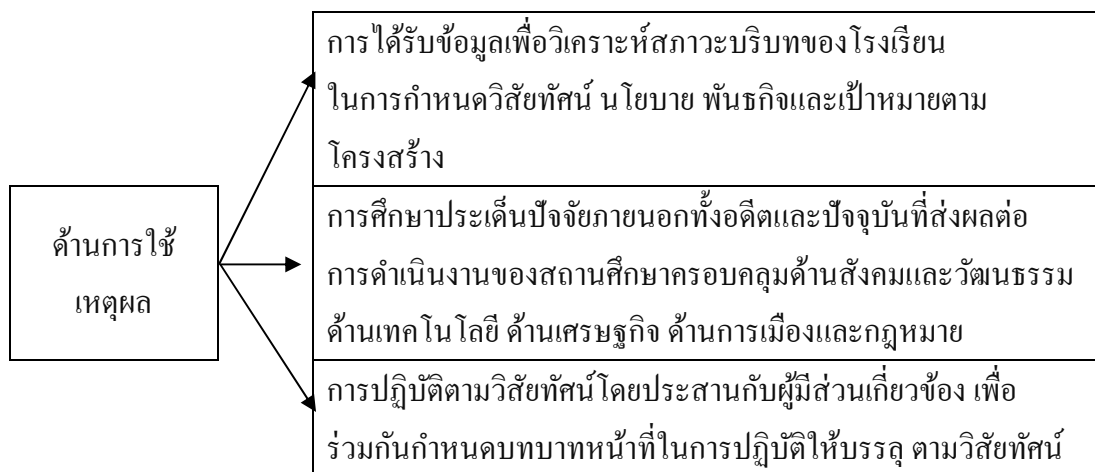 การได้รับข้อมูลเพื่อวิเคราะห์สภาวะบริบทของโรงเรียน
ในการกำหนดวิสัยทัศน์ นโยบาย พันธกิจและเป้าหมายตาม
โครงสร้าง
ด้านการใช้
เหตุผล
การศึกษาประเด็นปัจจัยภายนอกทั้งอดีตและปัจจุบันที่ส่งผลต่อ
การดำเนินงานของสถานศึกษาครอบคลุมด้านสังคมและวัฒนธรรม
ด้านเทคโนโลยี ด้านเศรษฐกิจ ด้านการเมืองและกฎหมาย
การปฏิบัติตามวิสัยทัศน์โดยประสานกับผู้มีส่วนเกี่ยวข้อง เพื่อ
ร่วมกันกำหนดบทบาทหน้าที่ในการปฏิบัติให้บรรลุ ตามวิสัยทัศน์